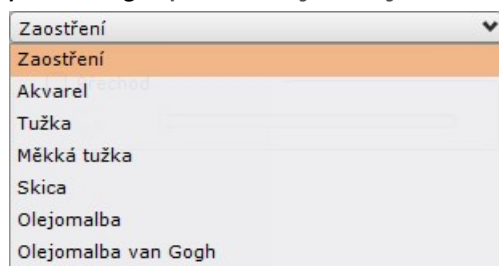 Zaostření
Zaostření
Akvarel
Tužka
Měkká tužka
Skica
Olejomalba
Olejomalba van Gogh